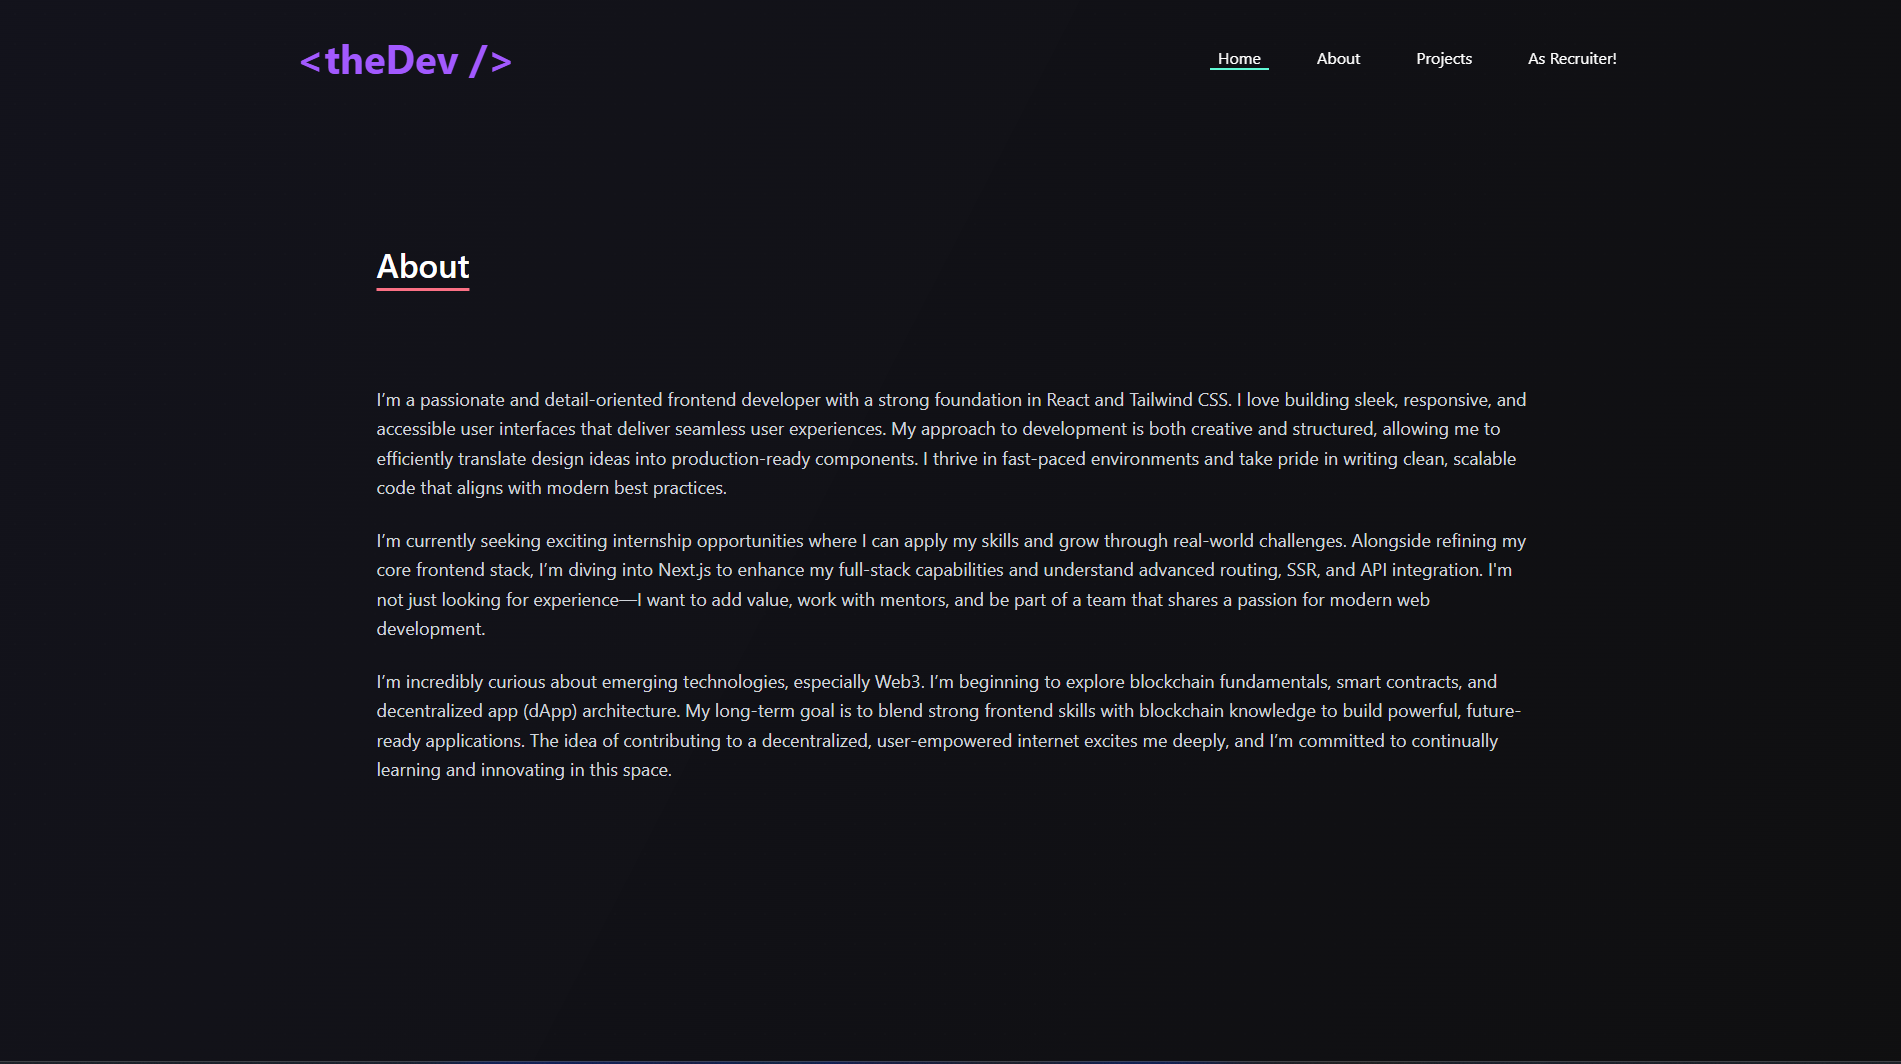 <theDev />
Home
About
Projects
As Recruiter!
About
I’m a passionate and detail-oriented frontend developer with a strong foundation in React and Tailwind CSS. I love building sleek, responsive, and
accessible user interfaces that deliver seamless user experiences. My approach to development is both creative and structured, allowing me to
efficiently translate design ideas into production-ready components. I thrive in fast-paced environments and take pride in writing clean, scalable
code that aligns with modern best practices.
I’m currently seeking exciting internship opportunities where I can apply my skills and grow through real-world challenges. Alongside refining my
core frontend stack, I’m diving into Next.js to enhance my full-stack capabilities and understand advanced routing, SSR, and API integration. I'm
not just looking for experience—I want to add value, work with mentors, and be part of a team that shares a passion for modern web
development.
I’m incredibly curious about emerging technologies, especially Web3. I’m beginning to explore blockchain fundamentals, smart contracts, and
decentralized app (dApp) architecture. My long-term goal is to blend strong frontend skills with blockchain knowledge to build powerful, future-
ready applications. The idea of contributing to a decentralized, user-empowered internet excites me deeply, and I’m committed to continually
learning and innovating in this space.